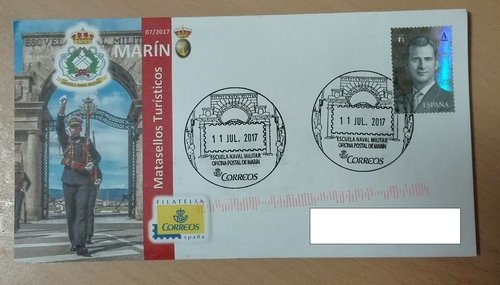 ESCUELA NAVAL MILITAR
07/2017
MARÍN
Matasellos Turísticos
11 JUL. 2017
ESCUELA NAVAL MILITAR
OFICINA POSTAL DE MARÍN
CORREOS
11 JUL. 2017
ESCUELA NAVAL MILITAR
OFICINA POSTAL DE MARÍN
CORREOS
A
ESPAÑA
FILATELIA
CORREOS
España